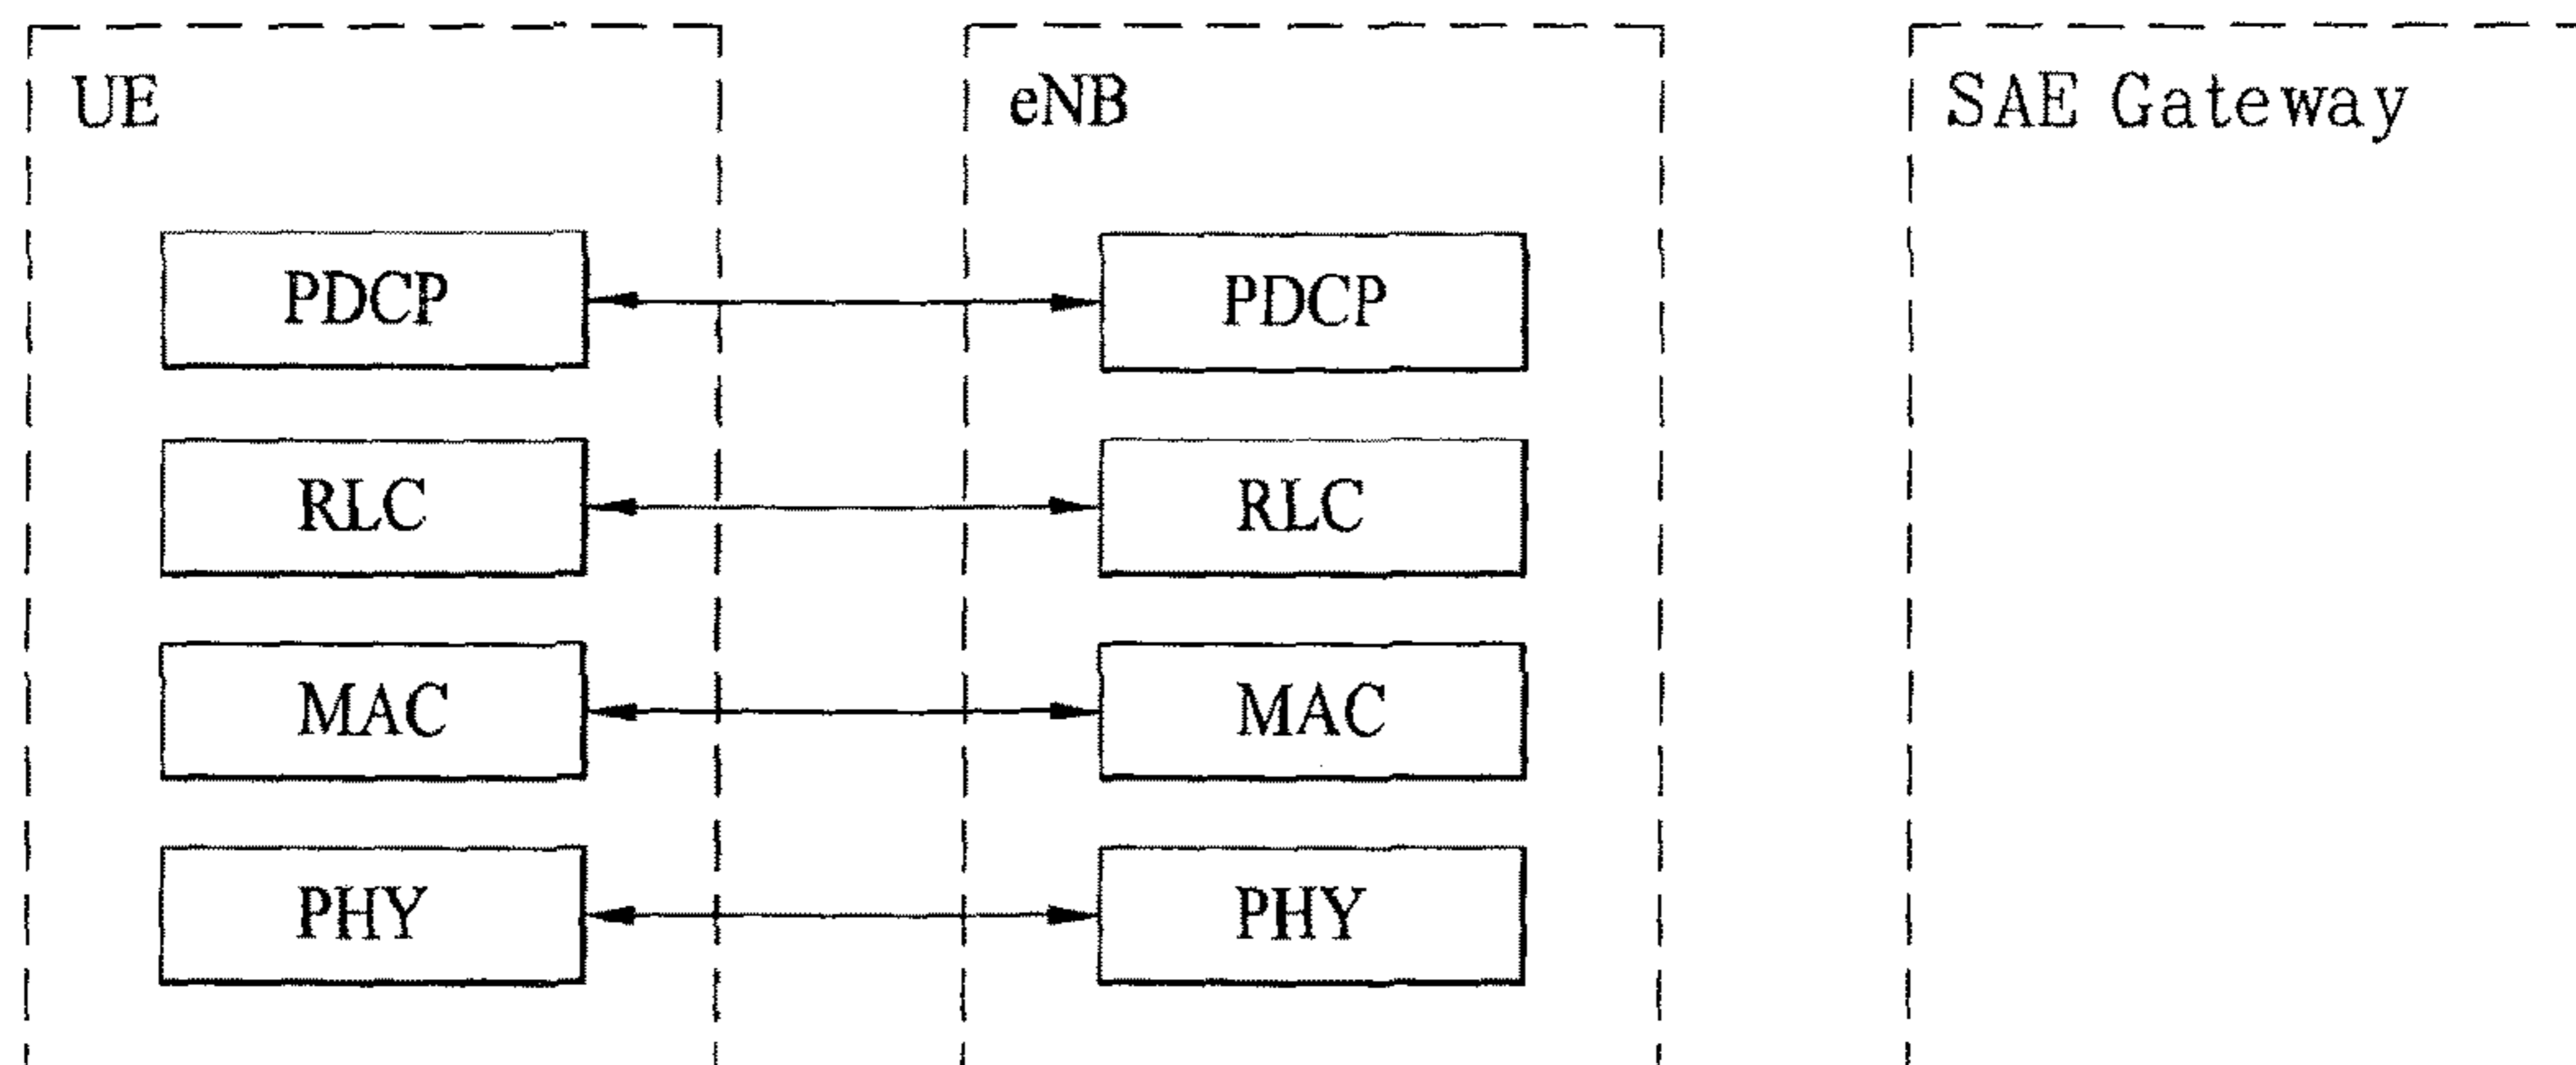 UE eNB SAE Gateway
PDCP PDCP
RLC RLC
MAC MAC
PHY PHY